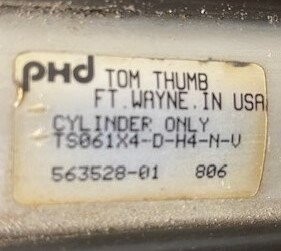 phd TOM THUMB
FT.WAYNE.IN USA
CYLINDER ONLY
TS061X4-D-H4-N-V
563528-01 806